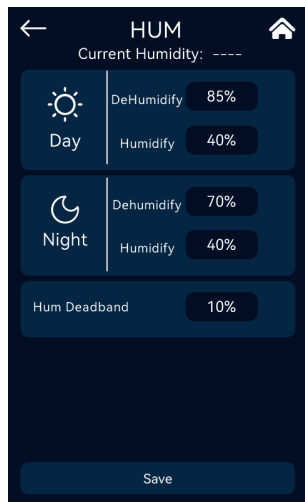 HUM
Current Humidity: ----
DeHumidify 85%
Day
Humidify 40%
Dehumidify 70%
Night
Humidify 40%
Hum Deadband 10%
Save